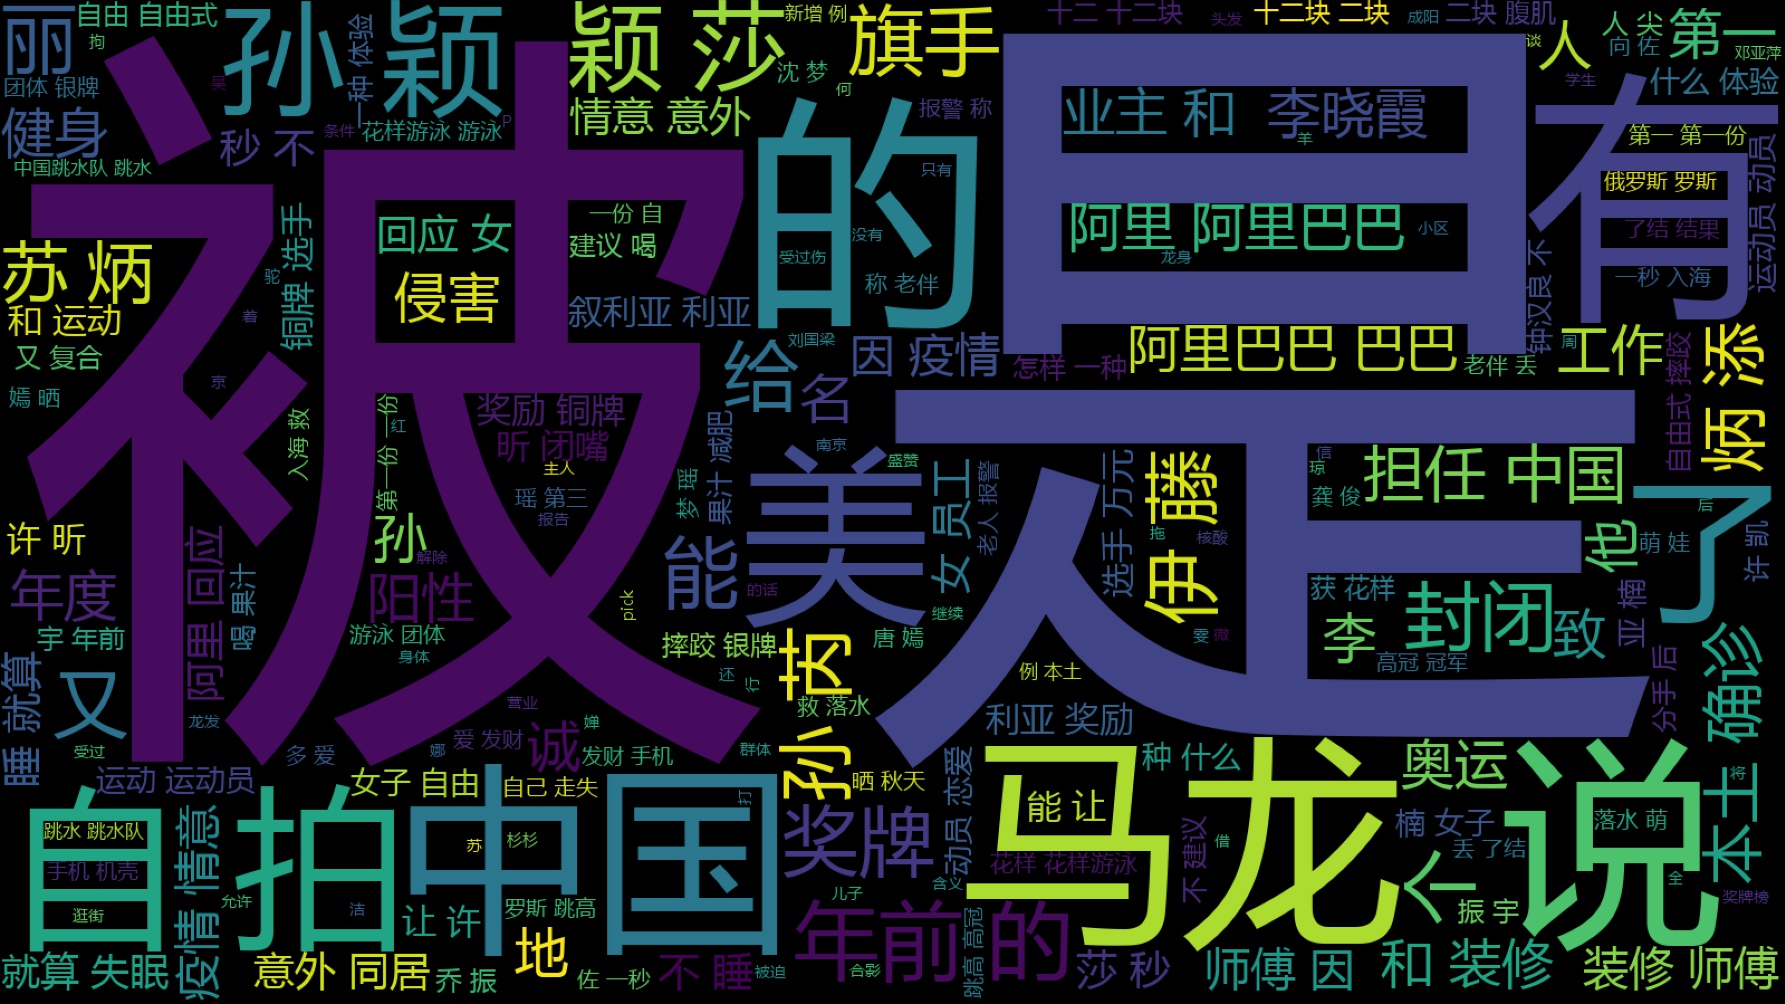 丽
自由 自由式
拘
团体 银牌
孙 颖
一种 体验
颖 莎
新增 例
沈 梦
何
旗手
十二 十二块
头发
十二块 二块
成阳
二块 腹肌
谈
人
人 尖
向 佐
第一
邓亚萍
学生
什么 体验
健身
秒 不
吴
条件
花样游泳 游泳
P
情意 意外
报警 称
业主 和
李晓霞
羊
有
第一 第一份
中国跳水队 跳水
被
的
是
只有
俄罗斯 罗斯
运动员 动员
铜牌 选手
回应 女
一份 自
建议 喝
受过伤
没有
阿里 阿里巴巴
小区
龙身
了结 结果
苏 炳
驼
侵害
叙利亚 利亚
称 老伴
一秒 入海
钟汉良 不
和 运动
着
刘国梁
因 疫情
阿里巴巴 巴巴
周
工作
又 复合
给
怎样 一种
老伴 丢
炳 添
自由式 摔跤
嫣 晒
京
名
入海 救
第一份 一份
红
奖励 铜牌
昕 闭嘴
主人
果汁 减肥
南京
美
盛赞
正
信
琼
担任 中国
了
后
梦 瑶
瑶 第三
报告
女 员工
老人 报警
选手 万元
伊 藤
龚 俊
拖
核酸
他
萌 娃
许 凯
许 昕
孙
解除
能
年度
阿里 回应
喝 果汁
阳性
pick
的话
继续
获 花样
封闭
亚 楠
宇 年前
游泳 团体
身体
摔跤 银牌
唐 嫣
雯
微
李
致
高冠 冠军
睡 就算
又
还
行
孙 茵
例 本土
分手 后
确诊
龙发
营业
婵
救 落水
利亚 奖励
受过
多 爱
娜
爱 发财
诚
发财 手机
群体
种 什么
奥运
说
运动 运动员
女子 自由
自己 走失
晒 秋天
动员 恋爱
马龙
能 让
本土
将
自拍
跳水 跳水队
手机 机壳
逛街
疫情 情意
允许
中国
洁
苏
杉杉
打
奖牌
花样 花样游泳
不 建议
借
楠 女子
丢 了结
落水 萌
全
让 许
罗斯 跳高
儿子
含义
年前 的
跳高 高冠
个
振 宇
奖牌榜
就算 失眠
意外 同居
乔 振
地
佐 一秒
不 睡
被迫
合影
莎 秒
师傅 因
和 装修
装修 师傅